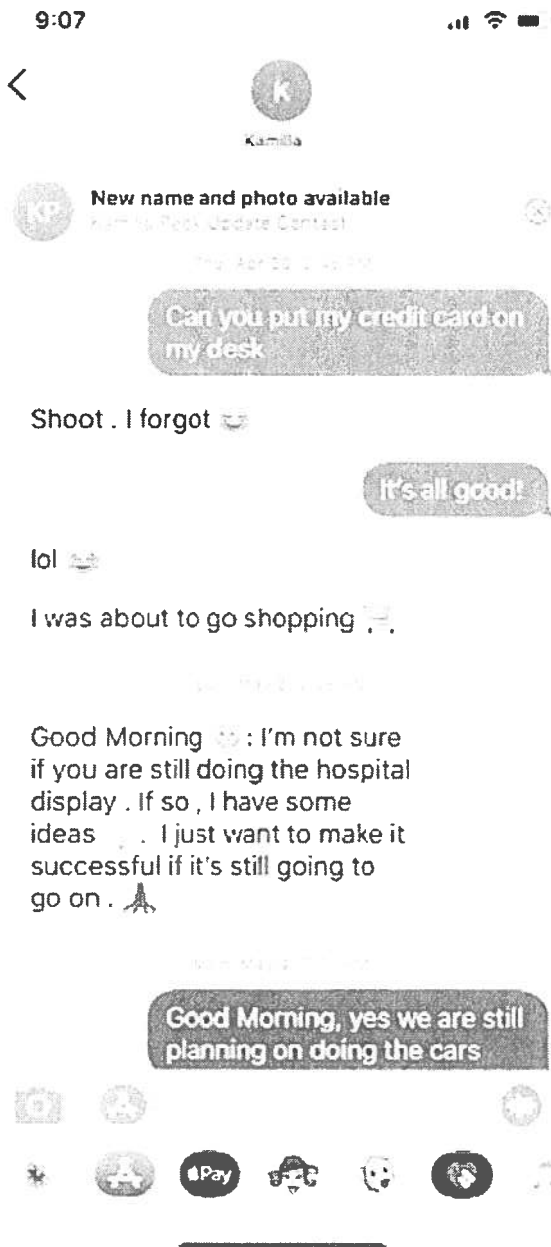 9:07
K
Kamilla
KP
New name and photo available
Update Contact
Can you put my credit card on
my desk
Shoot . I forgot
It's all good!
lol
I was about to go shopping
Good Morning : I'm not sure
if you are still doing the hospital
display . If so , I have some
ideas . I just want to make it
successful if it's still going to
go on .
Good Morning, yes we are still
planning on doing the cars
Pay